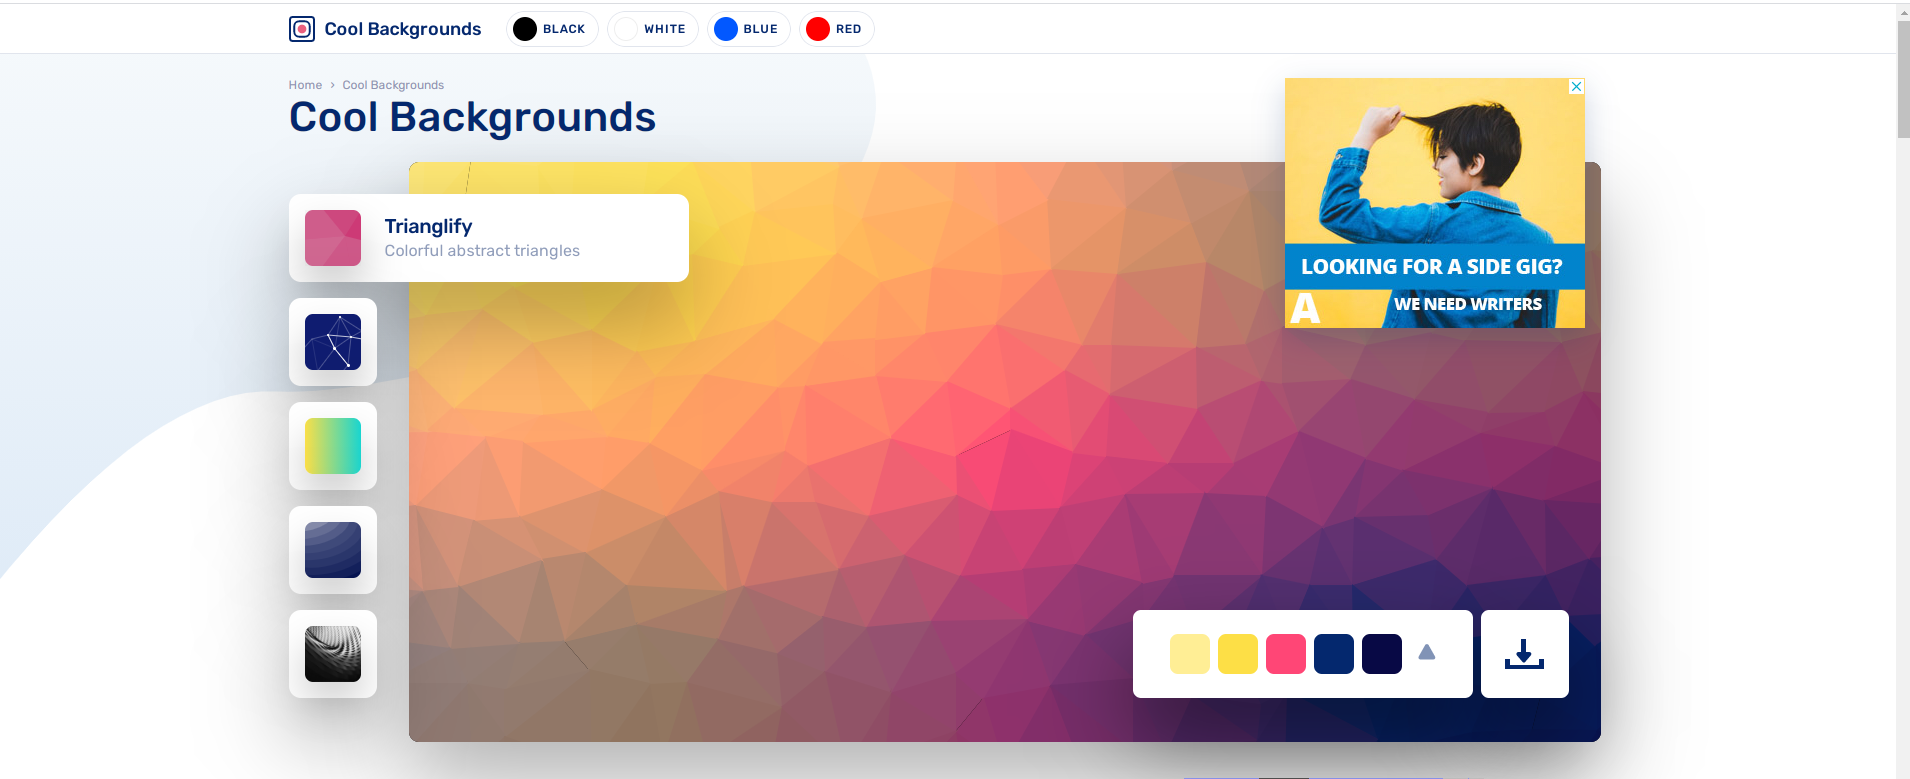 Cool Backgrounds
BLACK
WHITE
BLUE
RED
Home › Cool Backgrounds
Cool Backgrounds
Trianglify
Colorful abstract triangles
LOOKING FOR A SIDE GIG?
A
WE NEED WRITERS